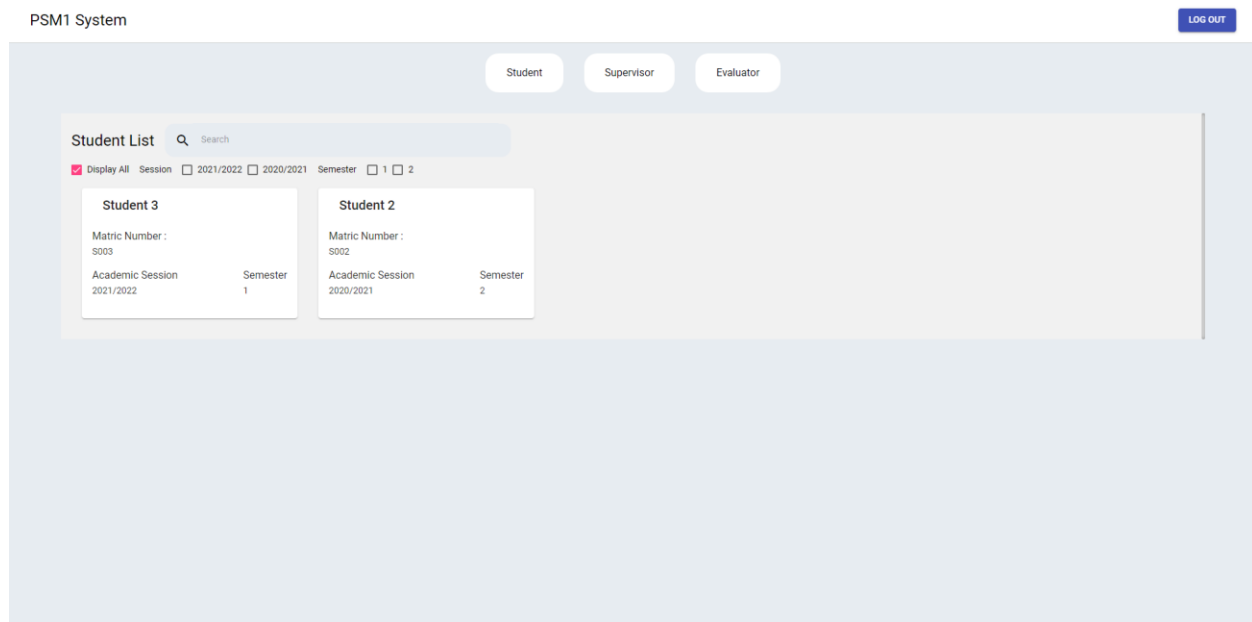 PSM1 System
LOG OUT
Student Supervisor Evaluator
Student List Search
Display All Session 2021/2022 2020/2021 Semester 1 2
Student 3
Matric Number :
S003
Academic Session Semester
2021/2022 1
Student 2
Matric Number :
S002
Academic Session Semester
2020/2021 2